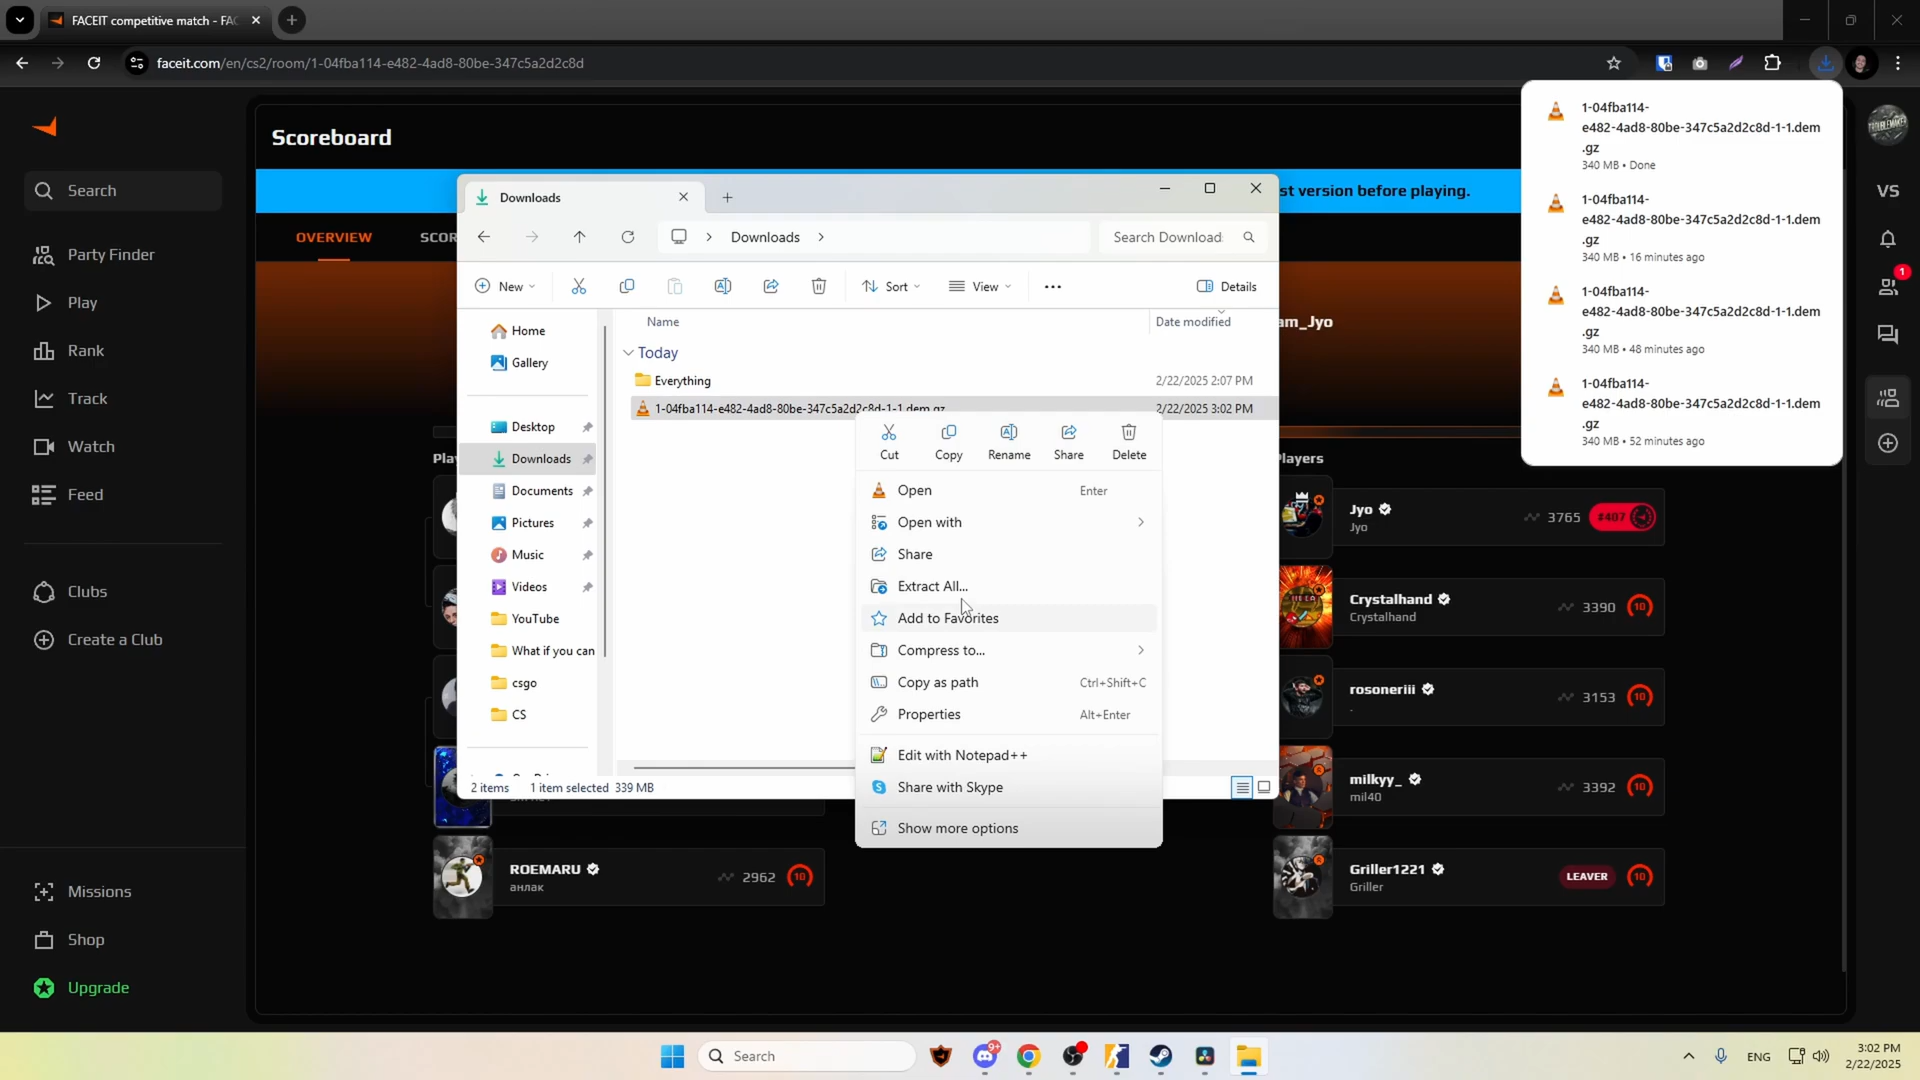 FACEIT competitive match - FAC
faceit.com/en/cs2/room/1-04fba114-e482-4ad8-80be-347c5a2d2c8d
Search
Party Finder
Play
Rank
Track
Watch
Feed
Clubs
Create a Club
Missions
Shop
Upgrade
Scoreboard
st version before playing.
OVERVIEW
SCOR
am_Jyo
Downloads
Downloads
Search Download
New
Sort
View
Details
Name
Date modified
Today
Everything
2/22/2025 2:07 PM
1-04fba114-e482-4ad8-80be-347c5a2d2c8d-1-1.dem.gz
2/22/2025 3:02 PM
Home
Gallery
Desktop
Downloads
Documents
Pictures
Music
Videos
YouTube
What if you can
csgo
CS
2 items
1 item selected 339 MB
Cut
Copy
Rename
Share
Delete
Open
Enter
Open with
Share
Extract All...
Add to Favorites
Compress to...
Copy as path
Ctrl+Shift+C
Properties
Alt+Enter
Edit with Notepad++
Share with Skype
Show more options
1-04fba114-
e482-4ad8-80be-347c5a2d2c8d-1-1.dem
.gz
340 MB • Done
1-04fba114-
e482-4ad8-80be-347c5a2d2c8d-1-1.dem
.gz
340 MB • 16 minutes ago
1-04fba114-
e482-4ad8-80be-347c5a2d2c8d-1-1.dem
.gz
340 MB • 48 minutes ago
1-04fba114-
e482-4ad8-80be-347c5a2d2c8d-1-1.dem
.gz
340 MB • 52 minutes ago
TROUBLEMAKER
VS
1
Play
ROEMARU
анлак
2962
10
Players
Jyo
Jyo
3765
#407
Crystalhand
Crystalhand
3390
10
rosoneriii
.
3153
10
milkyy_
mil40
3392
10
Griller1221
Griller
LEAVER
10
Search
9+
ENG
3:02 PM
2/22/2025